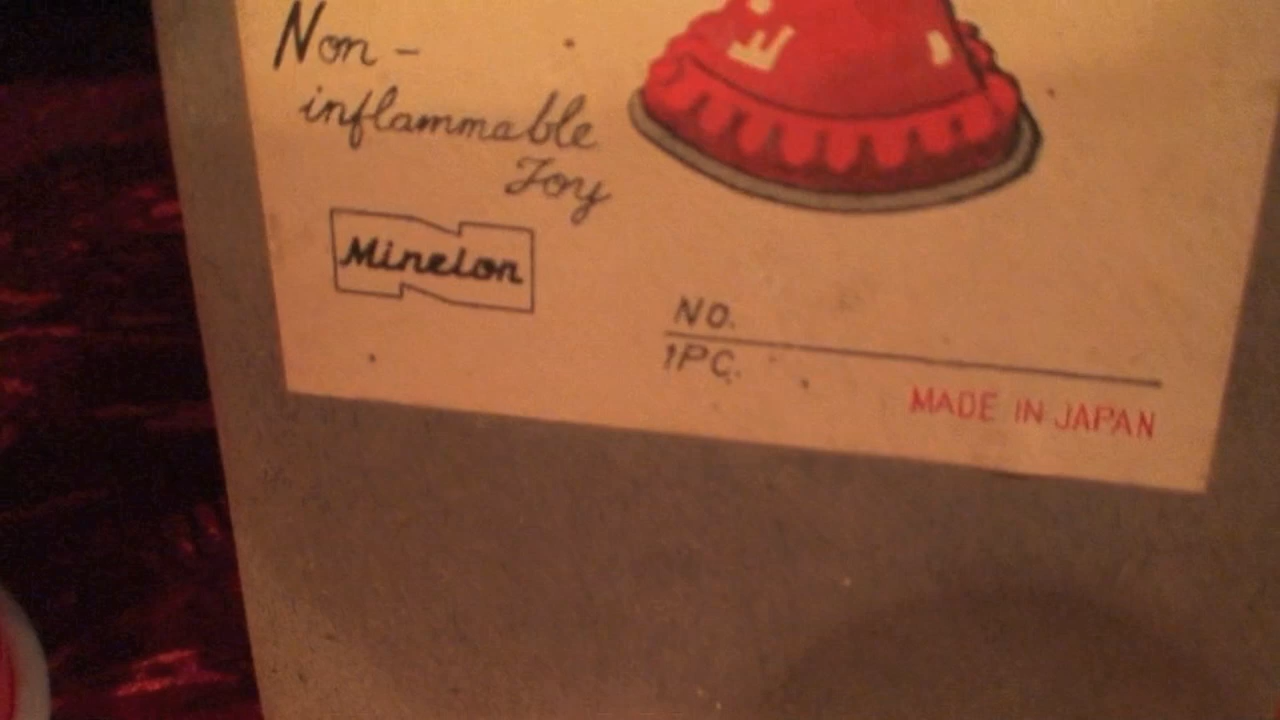 Non-
inflammable
Toy
Minelon
NO.
1PC.
MADE IN JAPAN